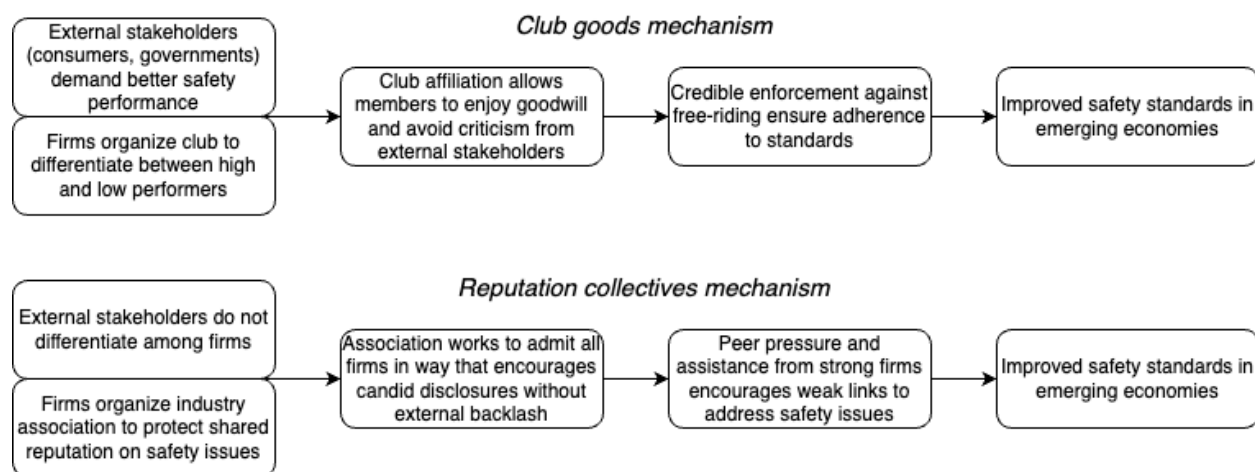 Club goods mechanism
External stakeholders
(consumers, governments)
demand better safety
performance
Firms organize club to
differentiate between high
and low performers
Club affiliation allows
members to enjoy goodwill
and avoid criticism from
external stakeholders
Credible enforcement against
free-riding ensure adherence
to standards
Improved safety standards in
emerging economies
Reputation collectives mechanism
External stakeholders do not
differentiate among firms
Firms organize industry
association to protect shared
reputation on safety issues
Association works to admit all
firms in way that encourages
candid disclosures without
external backlash
Peer pressure and
assistance from strong firms
encourages weak links to
address safety issues
Improved safety standards in
emerging economies